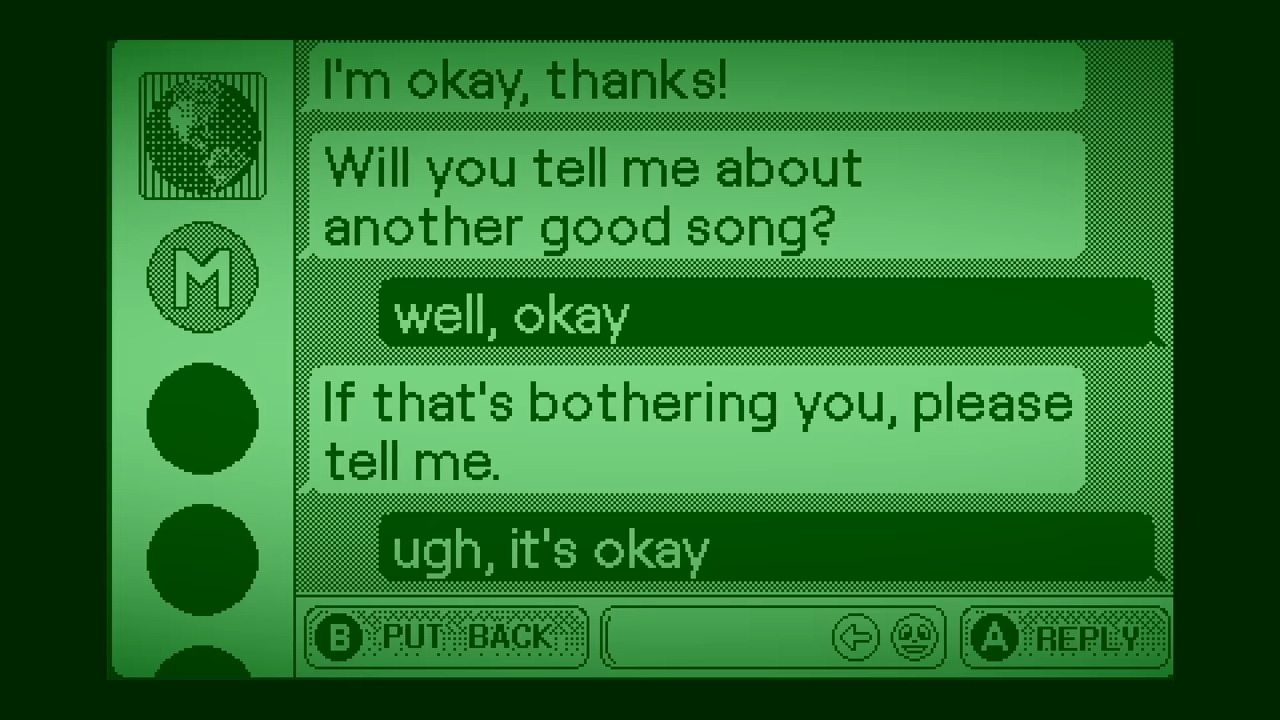 I'm okay, thanks!
Will you tell me about
another good song?
well, okay
If that's bothering you, please
tell me.
ugh, it's okay
M
B PUT BACK
A REPLY